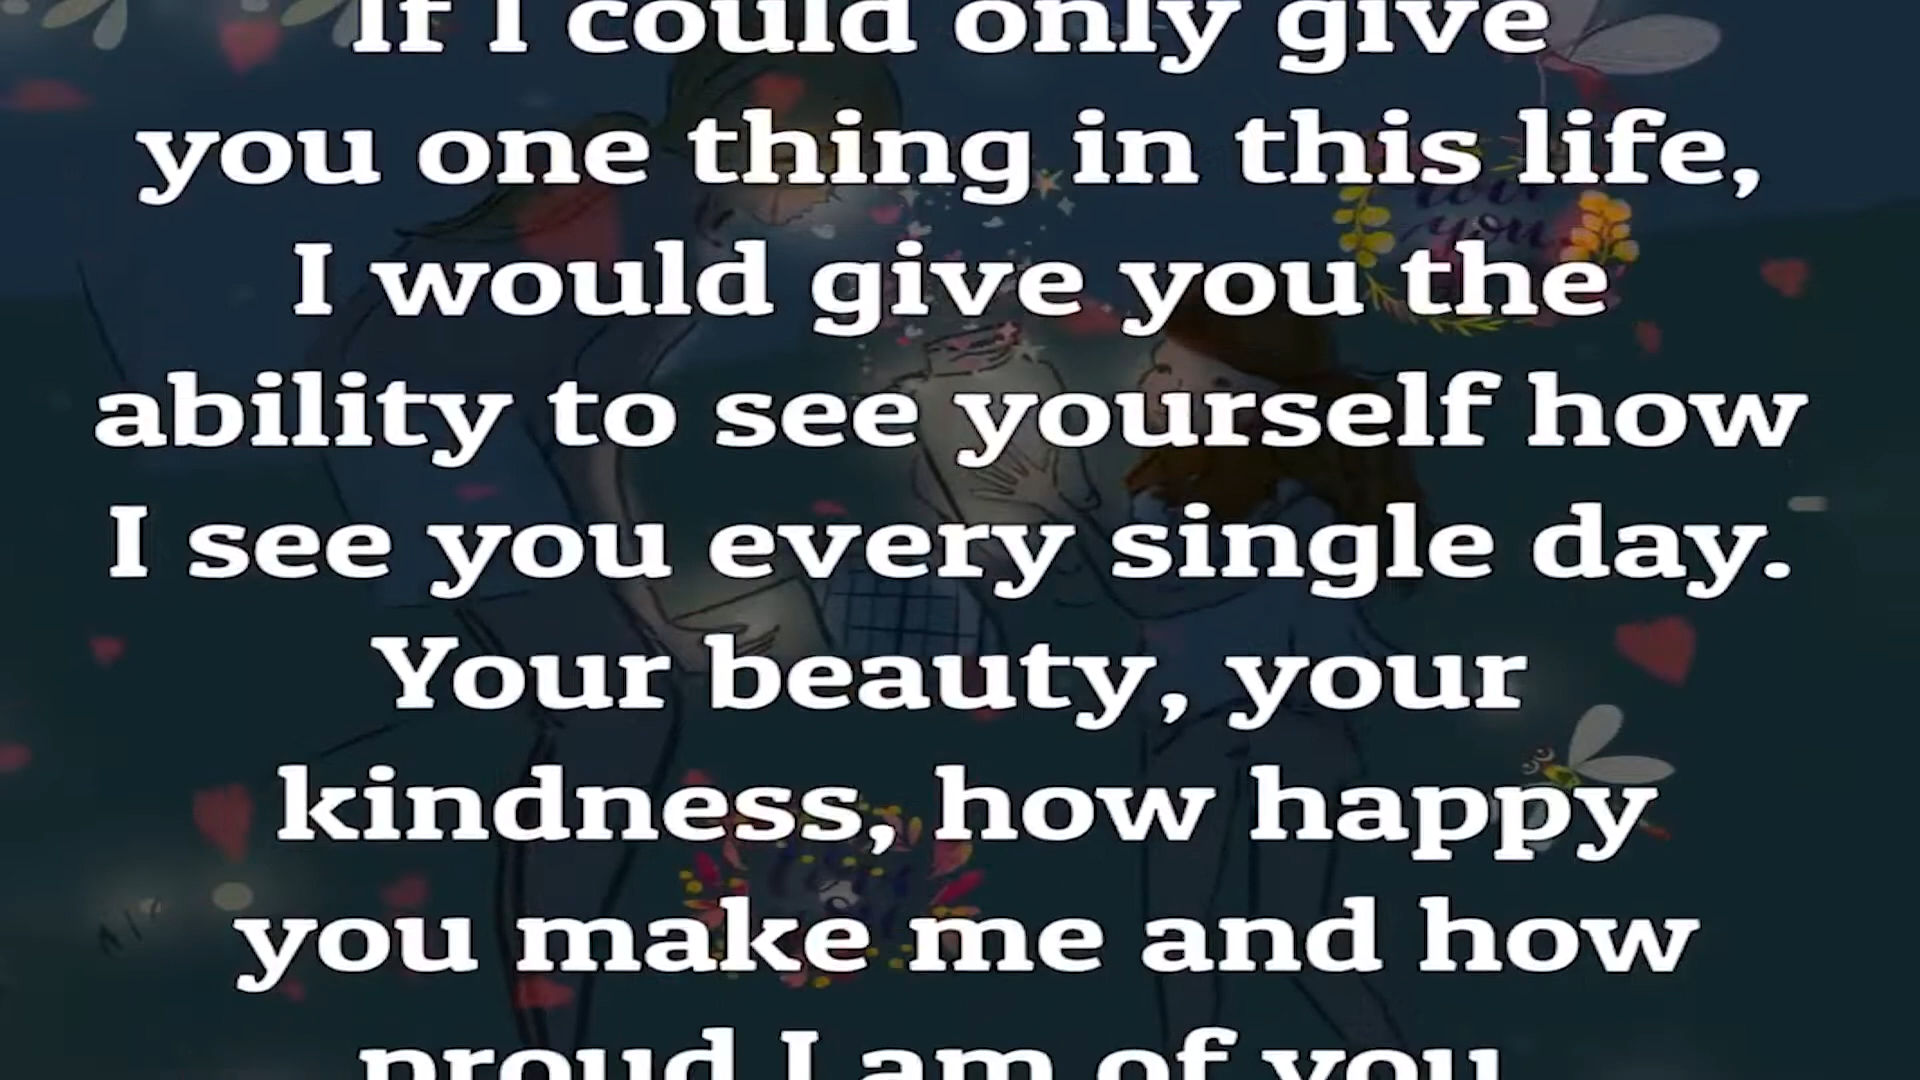 If I could only give
you one thing in this life,
I would give you the
ability to see yourself how
I see you every single day.
Your beauty, your
kindness, how happy
you make me and how
proud I am of you
love
you